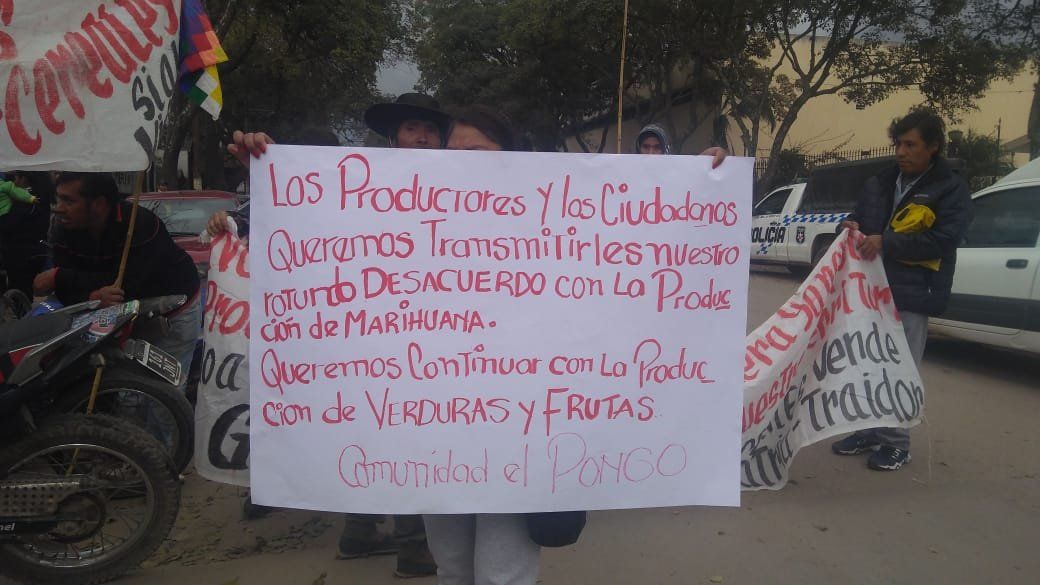 Los Productores y los Ciudadanos
Queremos Transmitirles nuestro
rotundo DESACUERDO con La Produc
ción de MARIHUANA.
Queremos Continuar con La Produc
cion de VERDURAS y FRUTAS..
Comunidad el PONGO
POLICIA
vende
traidor